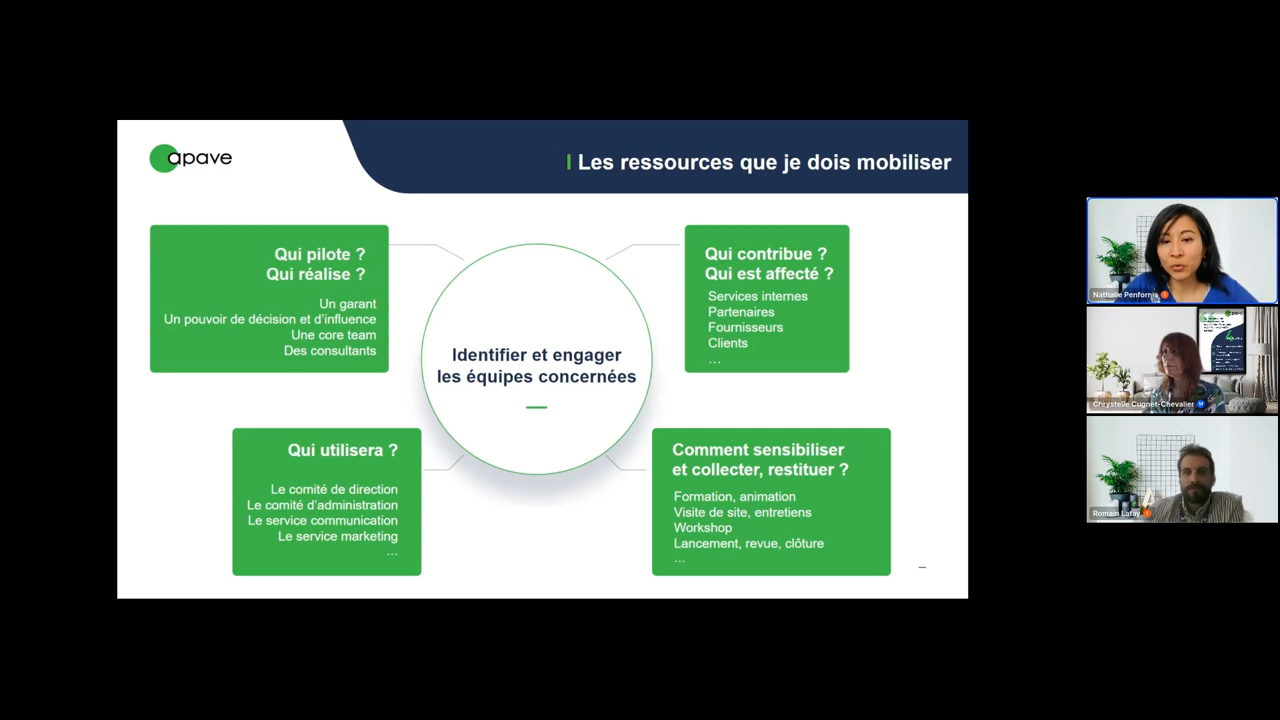 apave
Les ressources que je dois mobiliser
Qui pilote ?
Qui réalise ?
Un garant
Un pouvoir de décision et d'influence
Une core team
Des consultants
Qui contribue ?
Qui est affecté ?
Services internes
Partenaires
Fournisseurs
Clients
...
Identifier et engager
les équipes concernées
Qui utilisera ?
Le comité de direction
Le comité d'administration
Le service communication
Le service marketing
...
Comment sensibiliser
et collecter, restituer ?
Formation, animation
Visite de site, entretiens
Workshop
Lancement, revue, clôture
...
Nathalie Penfornis
Chrystelle Cugnet-Chevalier
Romain Lafay